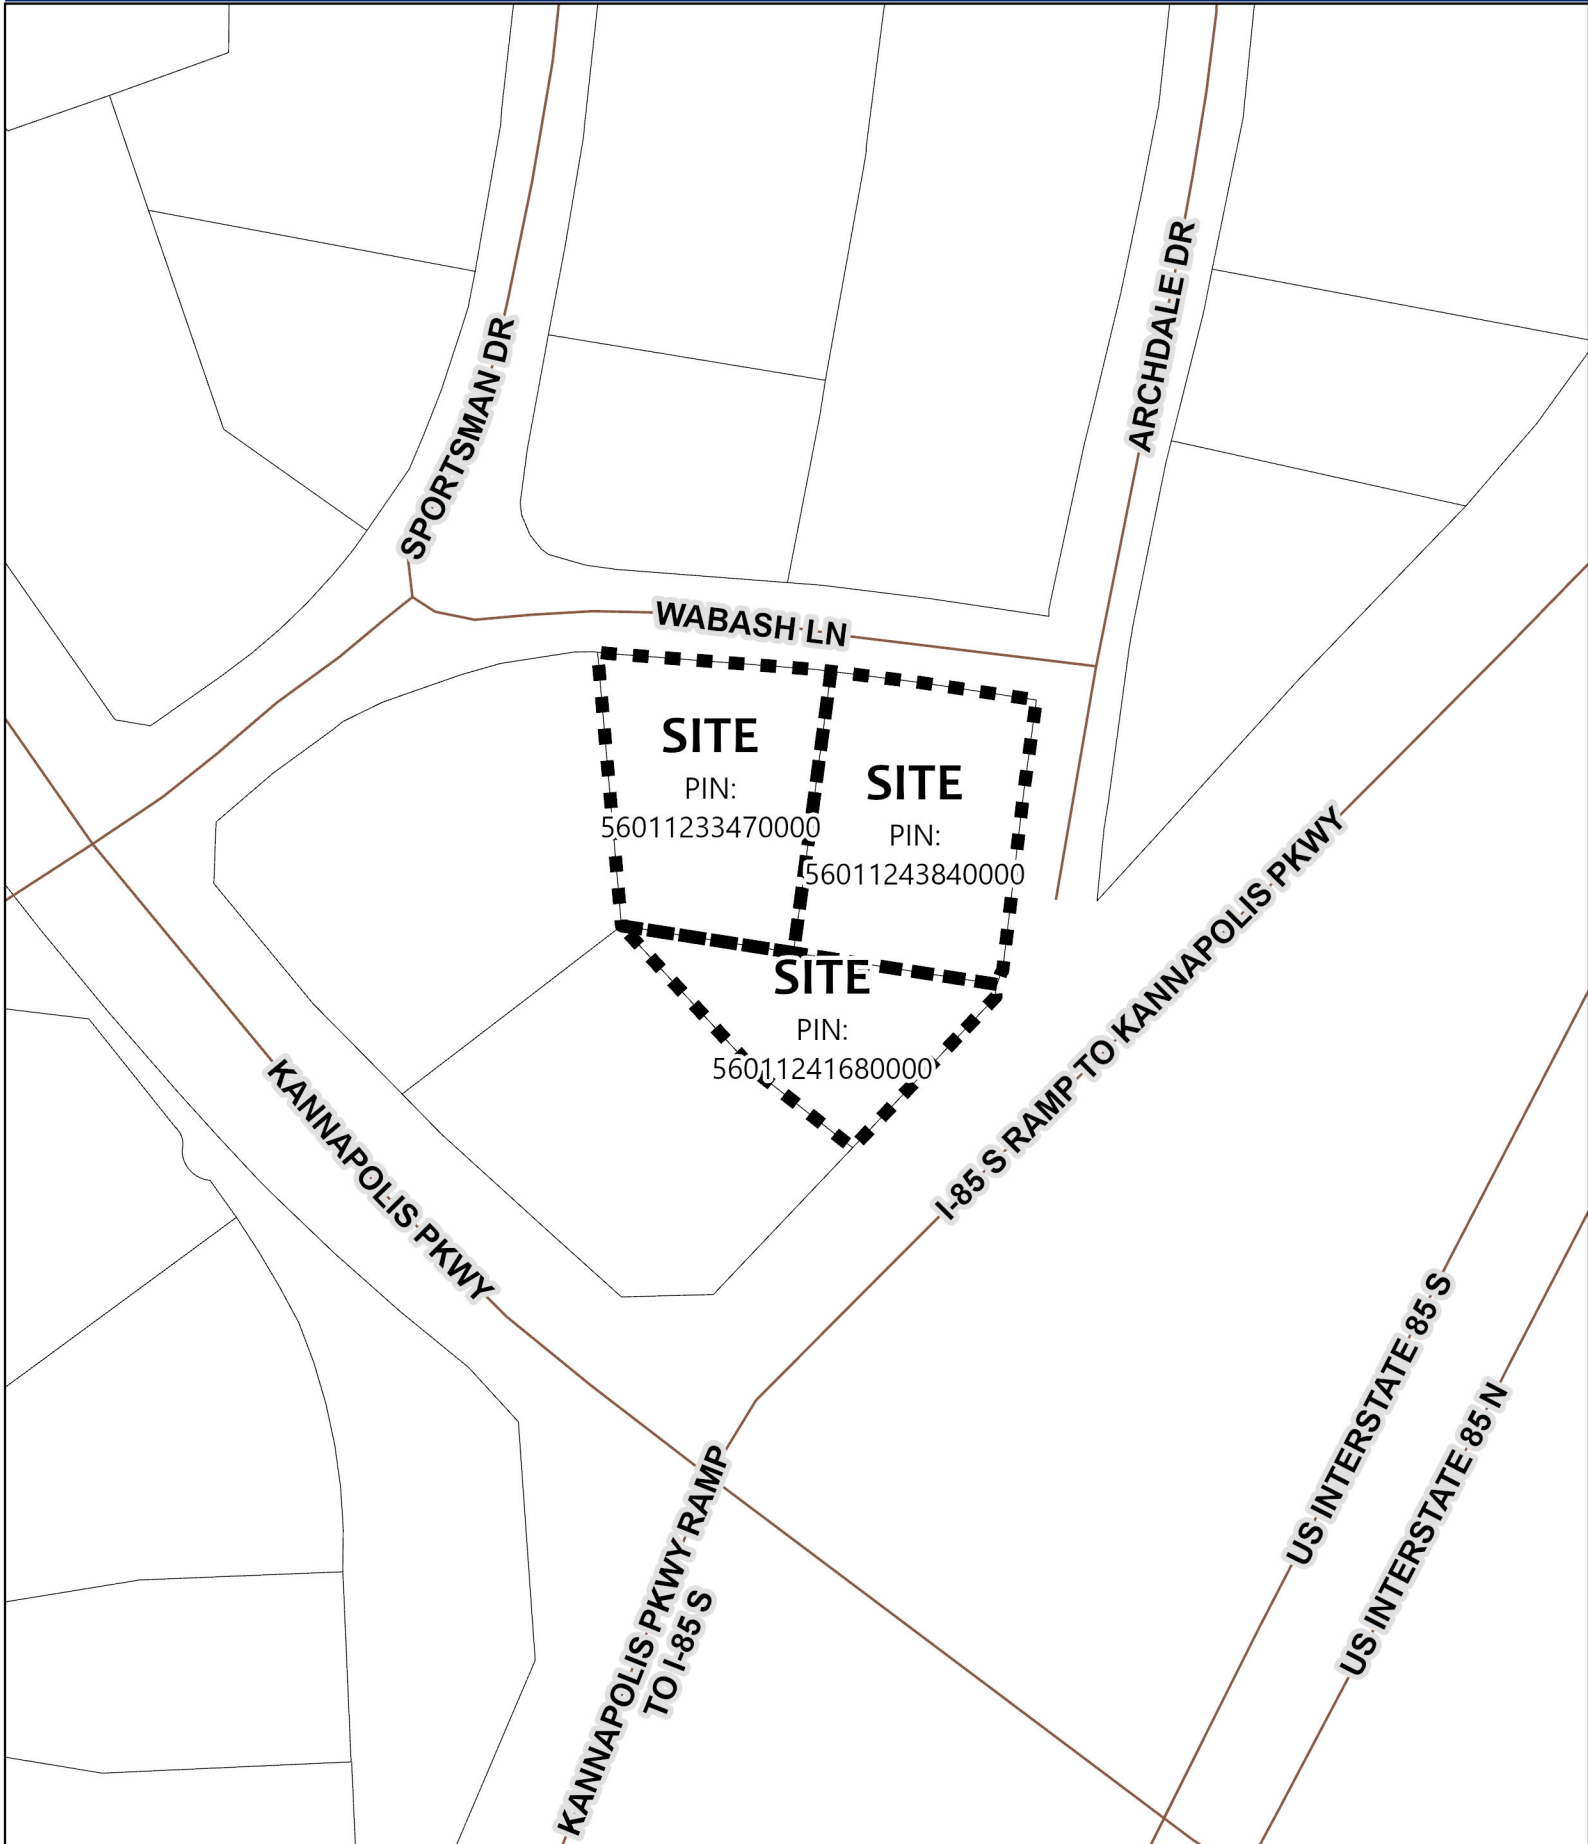 ARCHDALE DR
SPORTSMAN DR
WABASH LN
SITE
PIN:
56011233470000
SITE
PIN:
56011243840000
SITE
PIN:
56011241680000
I-85 S RAMP TO KANNAPOLIS PKWY
KANNAPOLIS PKWY
US INTERSTATE 85 S
US INTERSTATE 85 N
KANNAPOLIS PKWY RAMP
TO I-85 S